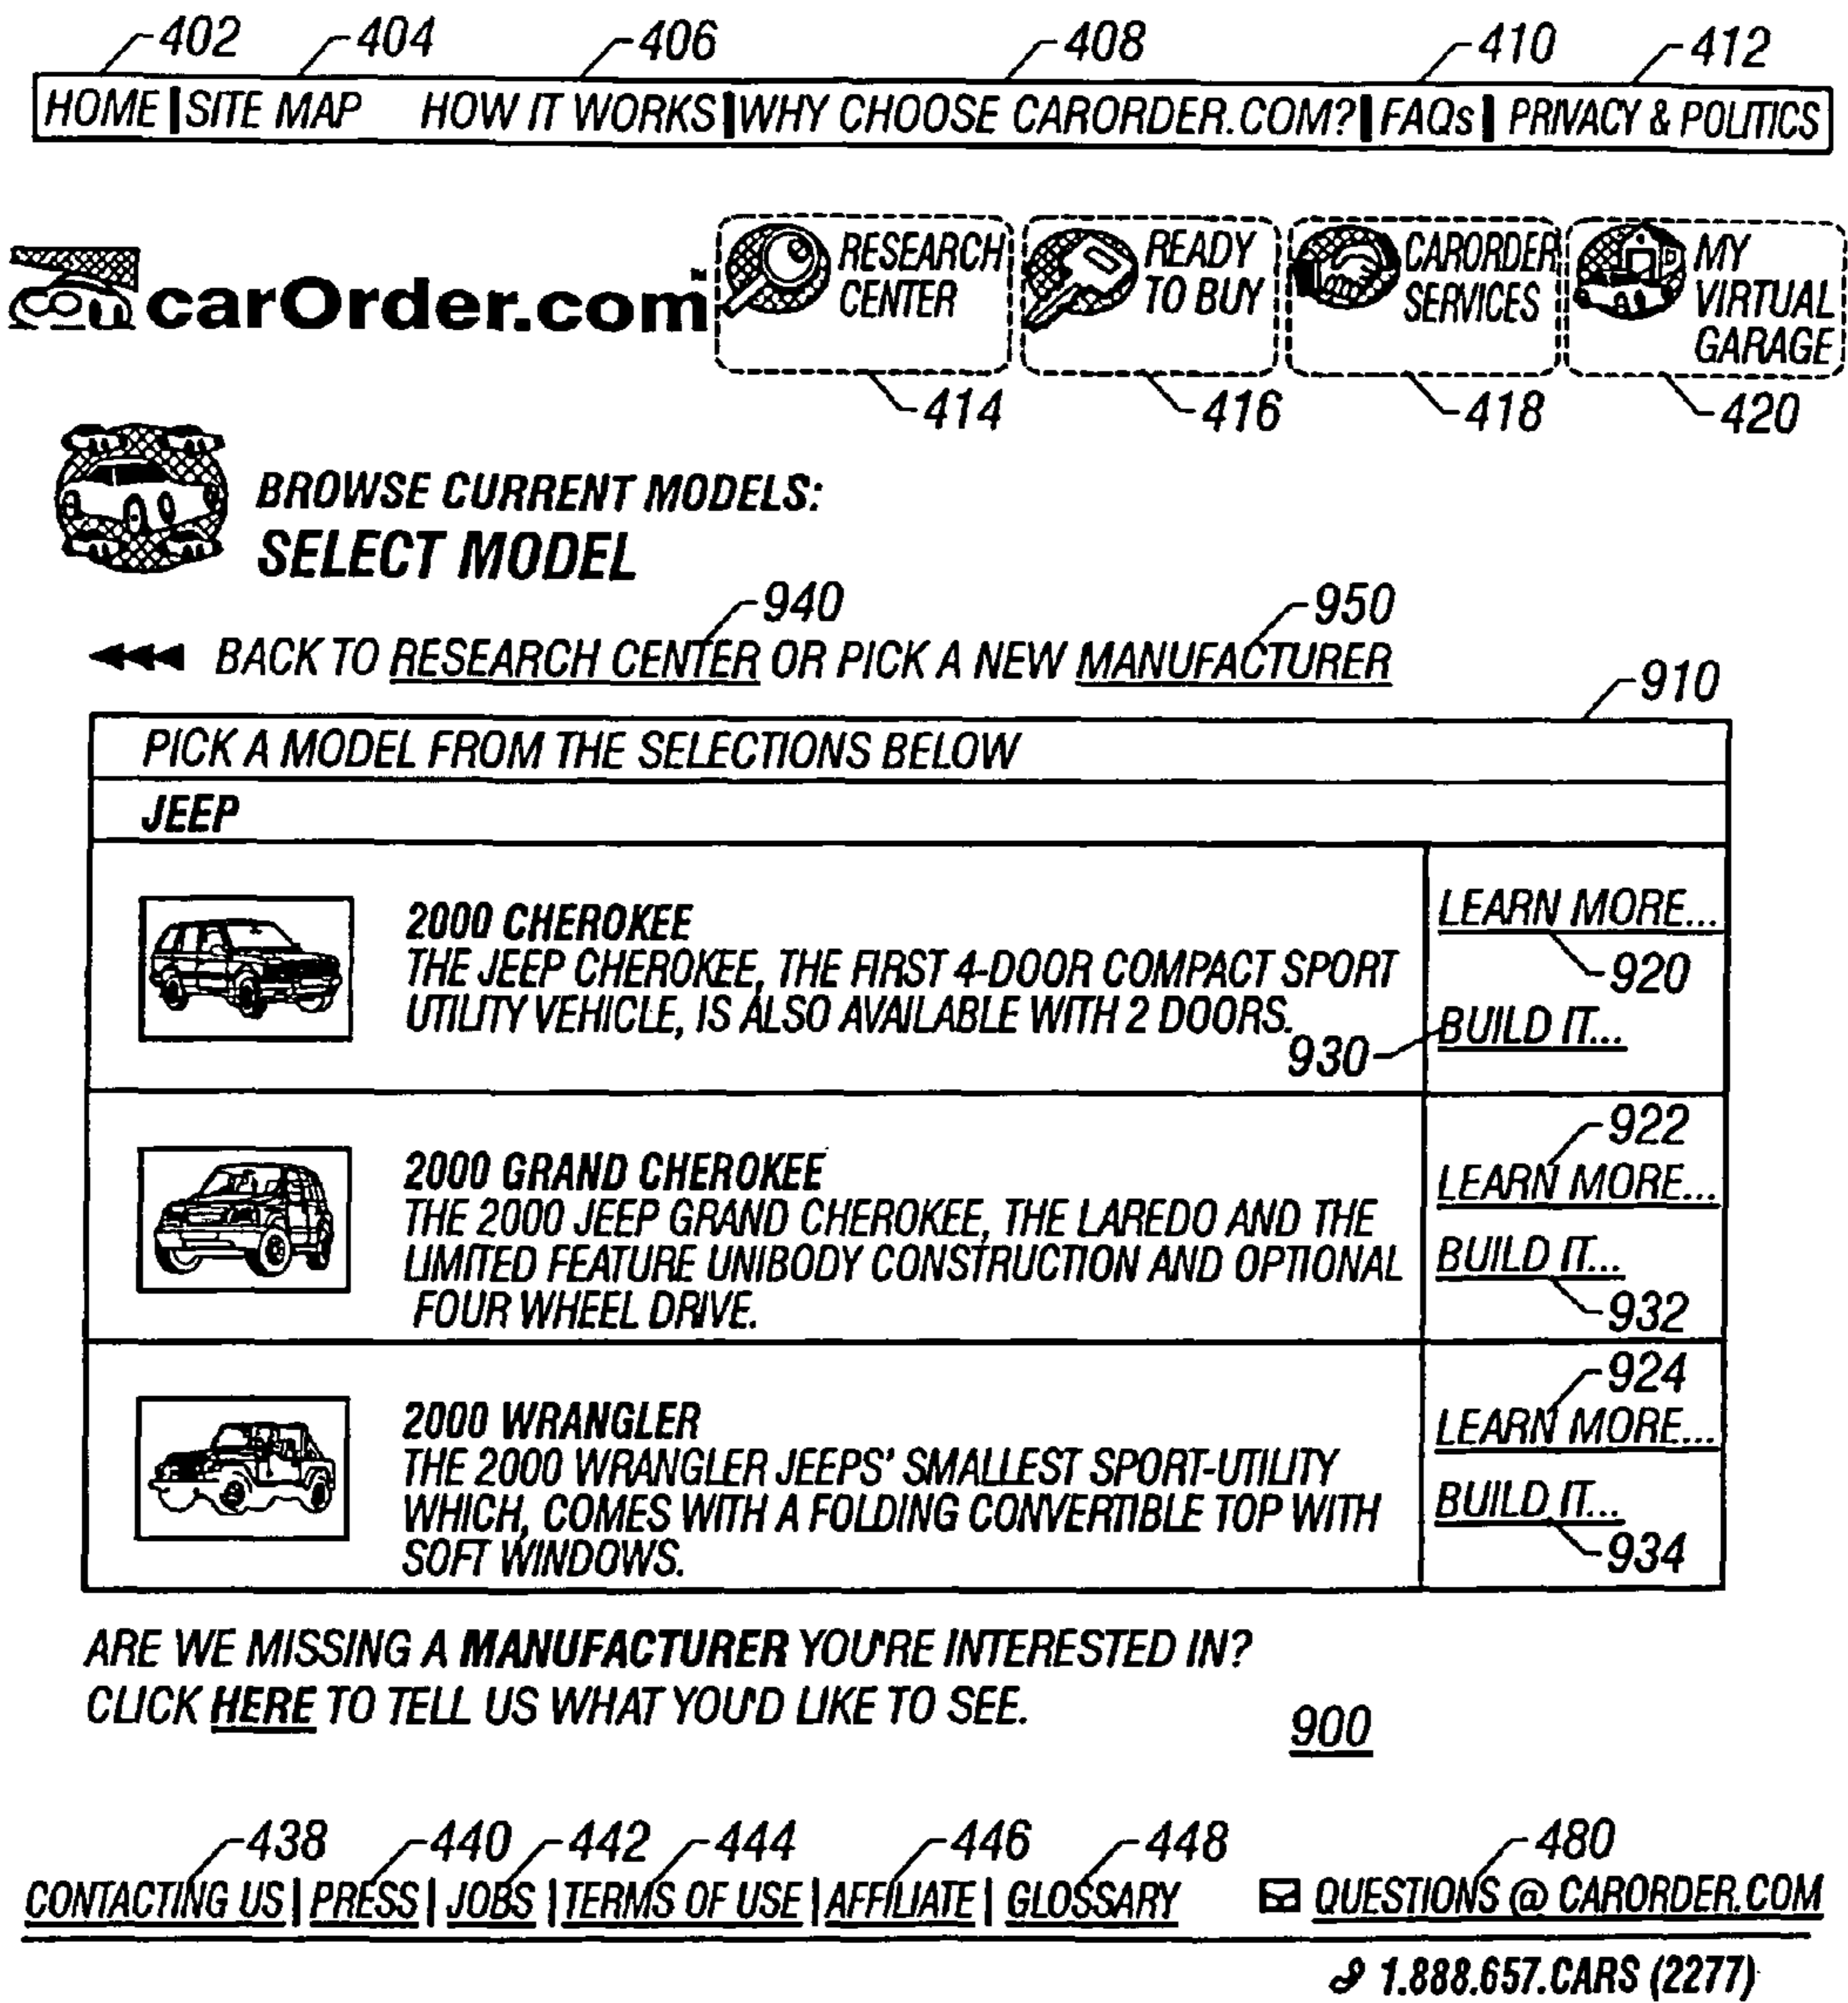 402 404 406 408 410 412
HOME | SITE MAP HOW IT WORKS | WHY CHOOSE CARORDER.COM? | FAQs | PRIVACY & POLITICS
carOrder.com
RESEARCH CENTER
READY TO BUY
CARORDER SERVICES
MY VIRTUAL GARAGE
414 416 418 420
BROWSE CURRENT MODELS:
SELECT MODEL
940 950
BACK TO RESEARCH CENTER OR PICK A NEW MANUFACTURER
910
PICK A MODEL FROM THE SELECTIONS BELOW
JEEP
2000 CHEROKEE
THE JEEP CHEROKEE, THE FIRST 4-DOOR COMPACT SPORT
UTILITY VEHICLE, IS ALSO AVAILABLE WITH 2 DOORS.
LEARN MORE...
920
930
BUILD IT...
2000 GRAND CHEROKEE
THE 2000 JEEP GRAND CHEROKEE, THE LAREDO AND THE
LIMITED FEATURE UNIBODY CONSTRUCTION AND OPTIONAL
FOUR WHEEL DRIVE.
922
LEARN MORE...
BUILD IT...
932
2000 WRANGLER
THE 2000 WRANGLER JEEPS' SMALLEST SPORT-UTILITY
WHICH, COMES WITH A FOLDING CONVERTIBLE TOP WITH
SOFT WINDOWS.
924
LEARN MORE...
BUILD IT...
934
ARE WE MISSING A MANUFACTURER YOU'RE INTERESTED IN?
CLICK HERE TO TELL US WHAT YOU'D LIKE TO SEE.
900
438 440 442 444 446 448 480
CONTACTING US | PRESS | JOBS | TERMS OF USE | AFFILIATE | GLOSSARY QUESTIONS @ CARORDER.COM
1.888.657.CARS (2277)